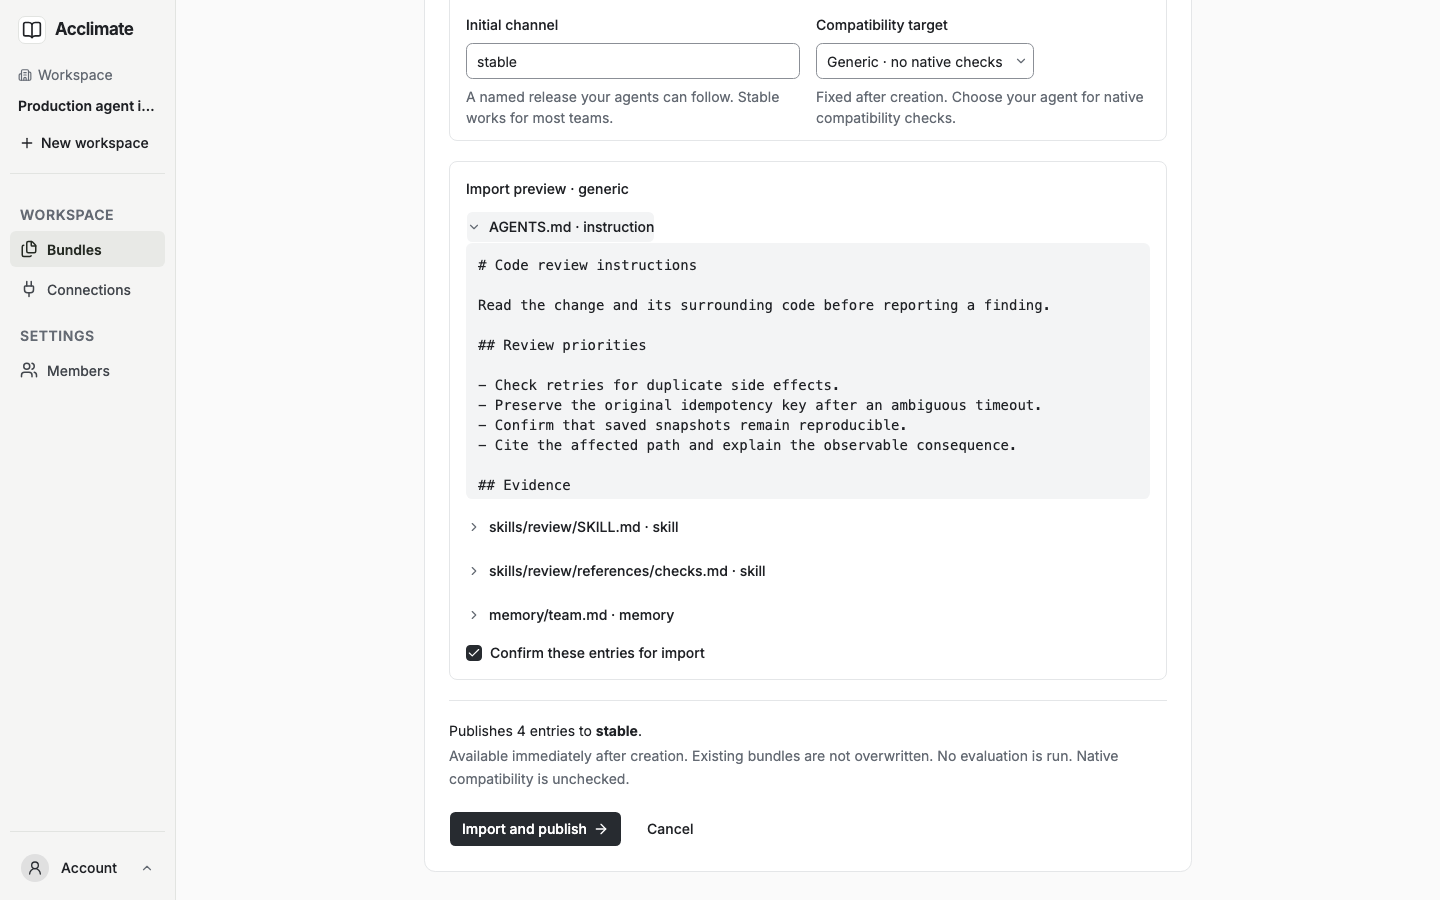 Acclimate
Workspace
Production agent i...
New workspace
WORKSPACE
Bundles
Connections
SETTINGS
Members
Account
Initial channel
stable
A named release your agents can follow. Stable
works for most teams.
Compatibility target
Generic · no native checks
Fixed after creation. Choose your agent for native
compatibility checks.
Import preview · generic
AGENTS.md · instruction
# Code review instructions
Read the change and its surrounding code before reporting a finding.
## Review priorities
- Check retries for duplicate side effects.
- Preserve the original idempotency key after an ambiguous timeout.
- Confirm that saved snapshots remain reproducible.
- Cite the affected path and explain the observable consequence.
## Evidence
skills/review/SKILL.md · skill
skills/review/references/checks.md · skill
memory/team.md · memory
Confirm these entries for import
Publishes 4 entries to stable.
Available immediately after creation. Existing bundles are not overwritten. No evaluation is run. Native
compatibility is unchecked.
Import and publish →
Cancel